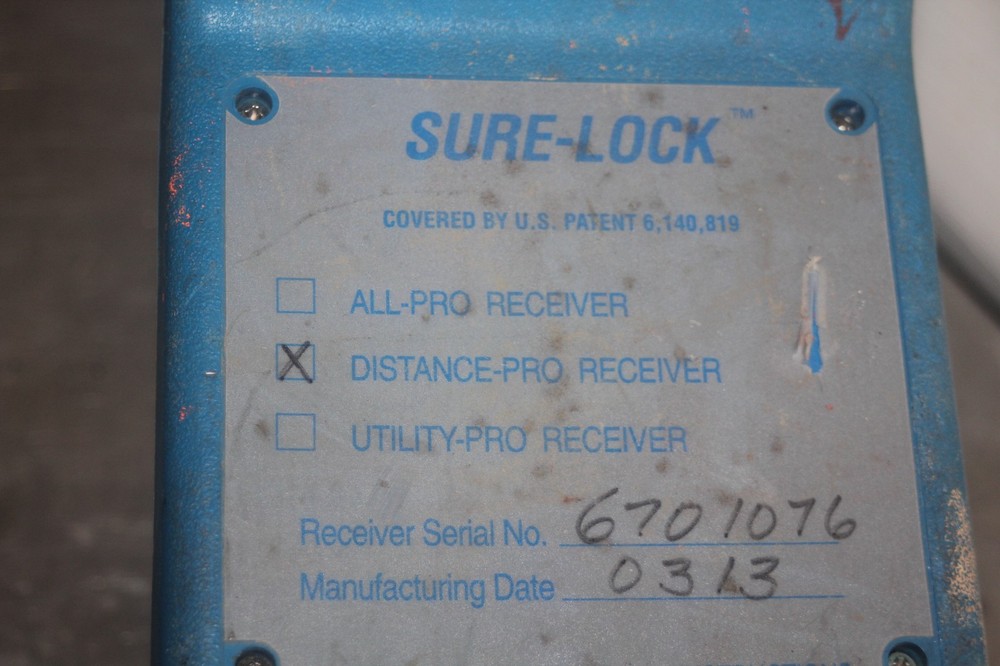 SURE-LOCK™
COVERED BY U.S. PATENT 6,140,819
ALL-PRO RECEIVER
X DISTANCE-PRO RECEIVER
UTILITY-PRO RECEIVER
Receiver Serial No. 6701076
Manufacturing Date 0313